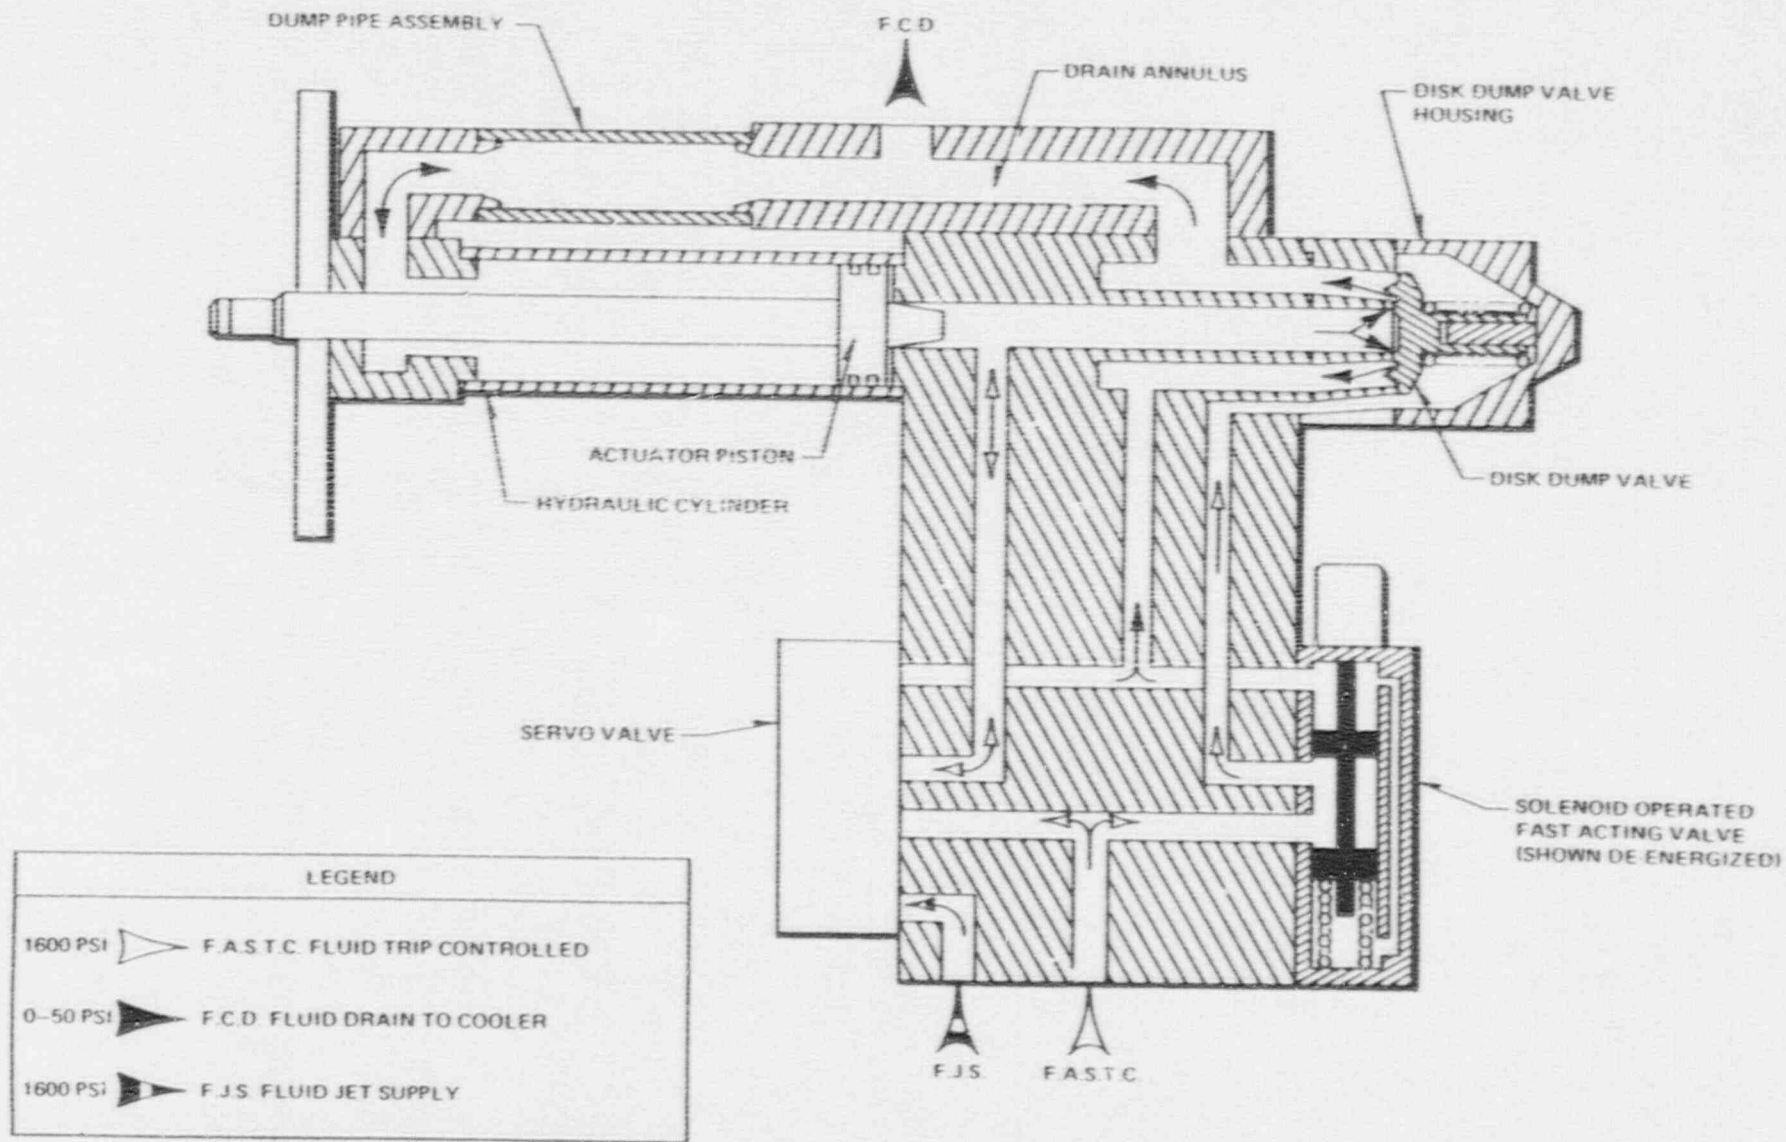 DUMP PIPE ASSEMBLY
F.C.D.
DRAIN ANNULUS
DISK DUMP VALVE
HOUSING
ACTUATOR PISTON
HYDRAULIC CYLINDER
DISK DUMP VALVE
SERVO VALVE
SOLENOID OPERATED
FAST ACTING VALVE
(SHOWN DE-ENERGIZED)
LEGEND
1600 PSI F.A.S.T.C. FLUID TRIP CONTROLLED
0-50 PSI F.C.D. FLUID DRAIN TO COOLER
1600 PSI F.J.S. FLUID JET SUPPLY
F.J.S. F.A.S.T.C.